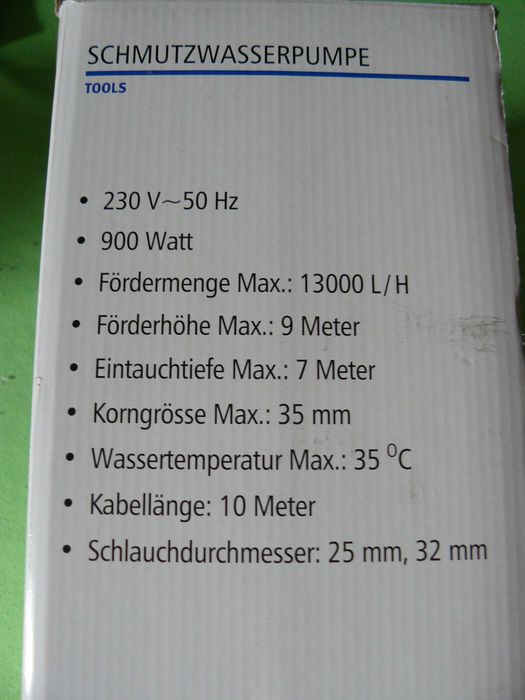 SCHMUTZWASSERPUMPE
TOOLS
• 230 V~50 Hz
• 900 Watt
• Fördermenge Max.: 13000 L/H
• Förderhöhe Max.: 9 Meter
• Eintauchtiefe Max.: 7 Meter
• Korngrösse Max.: 35 mm
• Wassertemperatur Max.: 35 ⁰C
• Kabellänge: 10 Meter
• Schlauchdurchmesser: 25 mm, 32 mm